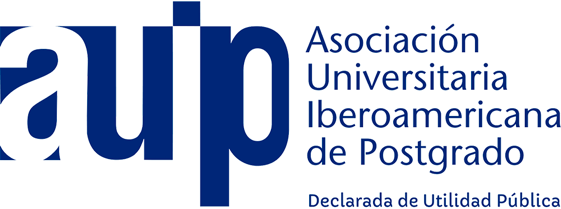 auip
Asociación
Universitaria
Iberoamericana
de Postgrado
Declarada de Utilidad Pública